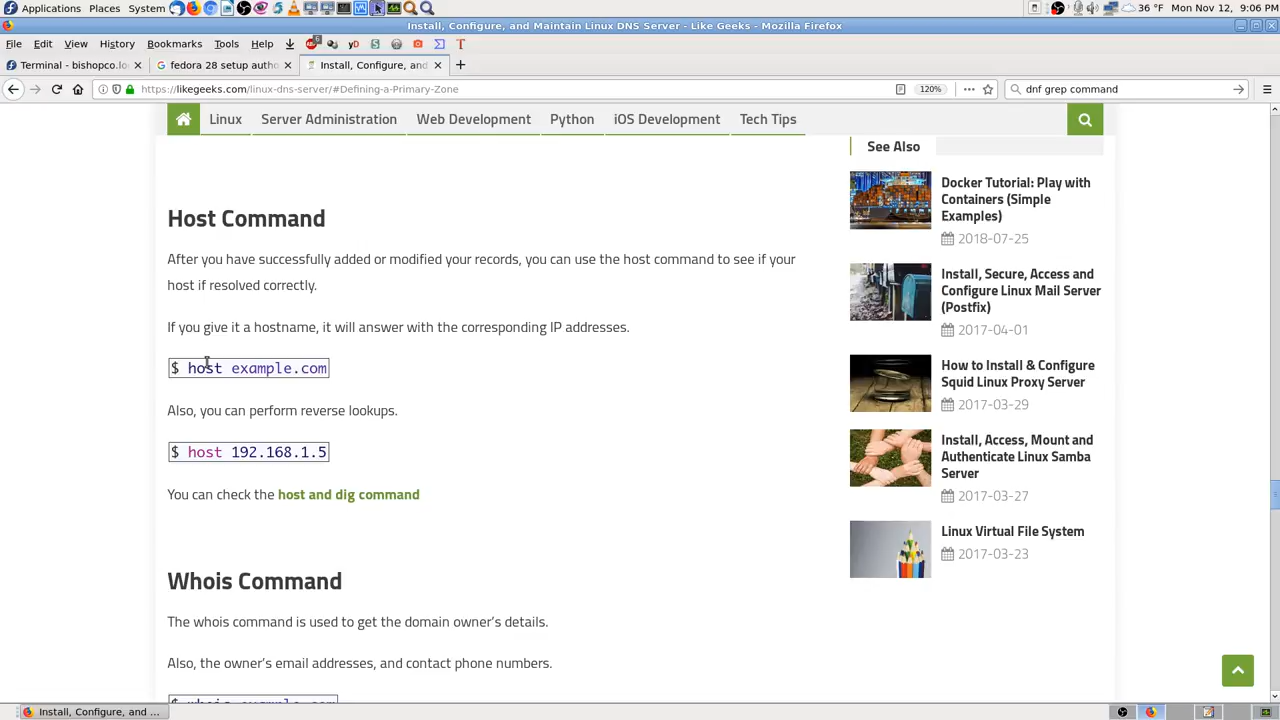 Applications Places System 36 °F Mon Nov 12, 9:06 PM
Install, Configure, and Maintain Linux DNS Server - Like Geeks - Mozilla Firefox
File Edit View History Bookmarks Tools Help
Terminal - bishopco.lo
fedora 28 setup autho
Install, Configure, and
https://likegeeks.com/linux-dns-server/#Defining-a-Primary-Zone
120%
dnf grep command
Linux Server Administration Web Development Python iOS Development Tech Tips
Host Command
After you have successfully added or modified your records, you can use the host command to see if your
host if resolved correctly.
If you give it a hostname, it will answer with the corresponding IP addresses.
$ host example.com
Also, you can perform reverse lookups.
$ host 192.168.1.5
You can check the host and dig command
Whois Command
The whois command is used to get the domain owner's details.
Also, the owner's email addresses, and contact phone numbers.
$ whois example.com
See Also
Docker Tutorial: Play with
Containers (Simple
Examples)
2018-07-25
Install, Secure, Access and
Configure Linux Mail Server
(Postfix)
2017-04-01
How to Install & Configure
Squid Linux Proxy Server
2017-03-29
Install, Access, Mount and
Authenticate Linux Samba
Server
2017-03-27
Linux Virtual File System
2017-03-23
Install, Configure, and ...